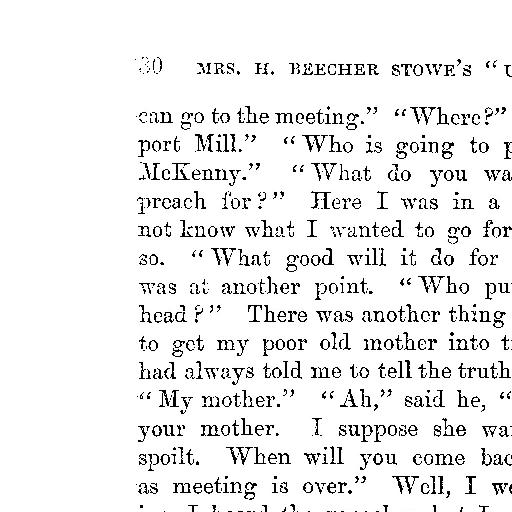 30 MRS. H. BEECHER STOWE'S "U
can go to the meeting." "Where?"
port Mill." "Who is going to p
McKenny." "What do you wa
preach for?" Here I was in a
not know what I wanted to go for
so. "What good will it do for
was at another point. "Who pu
head?" There was another thing
to get my poor old mother into t
had always told me to tell the truth
"My mother." "Ah," said he, "
your mother. I suppose she wa
spoilt. When will you come bac
as meeting is over." Well, I we
I heard the